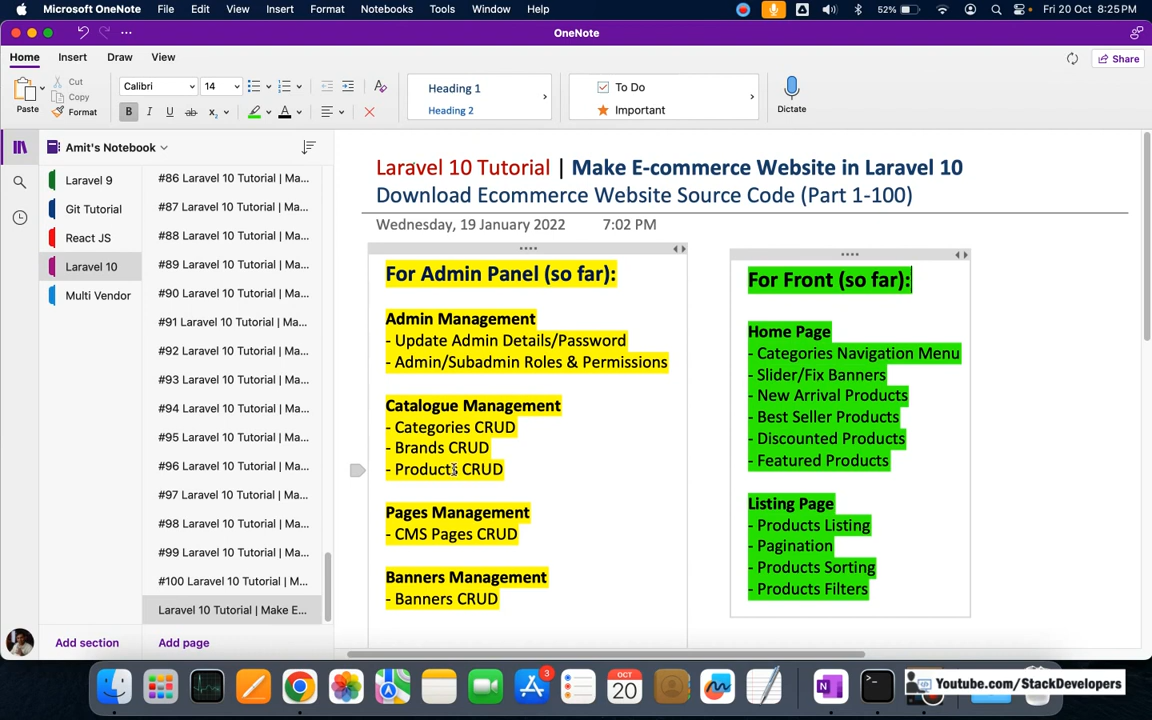 Microsoft OneNote File Edit View Insert Format Notebooks Tools Window Help 52% Fri 20 Oct 8:25PM
OneNote
Home Insert Draw View Share
Paste Cut Copy Format
Calibri 14
Heading 1
Heading 2
To Do
Important
Dictate
Amit's Notebook
Laravel 9
Git Tutorial
React JS
Laravel 10
Multi Vendor
Add section
#86 Laravel 10 Tutorial | Ma...
#87 Laravel 10 Tutorial | Ma...
#88 Laravel 10 Tutorial | Ma...
#89 Laravel 10 Tutorial | Ma...
#90 Laravel 10 Tutorial | Ma...
#91 Laravel 10 Tutorial | Ma...
#92 Laravel 10 Tutorial | Ma...
#93 Laravel 10 Tutorial | Ma...
#94 Laravel 10 Tutorial | Ma...
#95 Laravel 10 Tutorial | Ma...
#96 Laravel 10 Tutorial | Ma...
#97 Laravel 10 Tutorial | Ma...
#98 Laravel 10 Tutorial | Ma...
#99 Laravel 10 Tutorial | Ma...
#100 Laravel 10 Tutorial | M...
Laravel 10 Tutorial | Make E...
Add page
Laravel 10 Tutorial | Make E-commerce Website in Laravel 10
Download Ecommerce Website Source Code (Part 1-100)
Wednesday, 19 January 2022 7:02 PM
For Admin Panel (so far):
Admin Management
- Update Admin Details/Password
- Admin/Subadmin Roles & Permissions
Catalogue Management
- Categories CRUD
- Brands CRUD
- Products CRUD
Pages Management
- CMS Pages CRUD
Banners Management
- Banners CRUD
For Front (so far):
Home Page
- Categories Navigation Menu
- Slider/Fix Banners
- New Arrival Products
- Best Seller Products
- Discounted Products
- Featured Products
Listing Page
- Products Listing
- Pagination
- Products Sorting
- Products Filters
3
OCT
20
Youtube.com/StackDevelopers